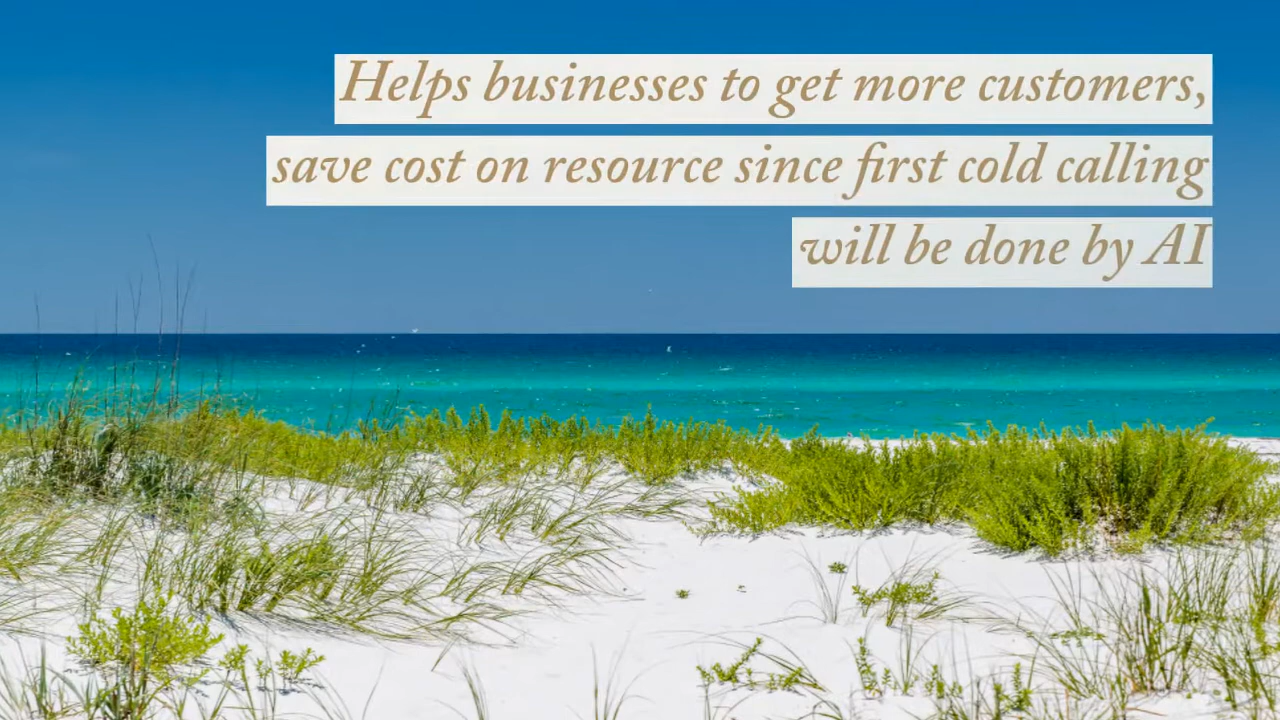 Helps businesses to get more customers,
save cost on resource since first cold calling
will be done by AI